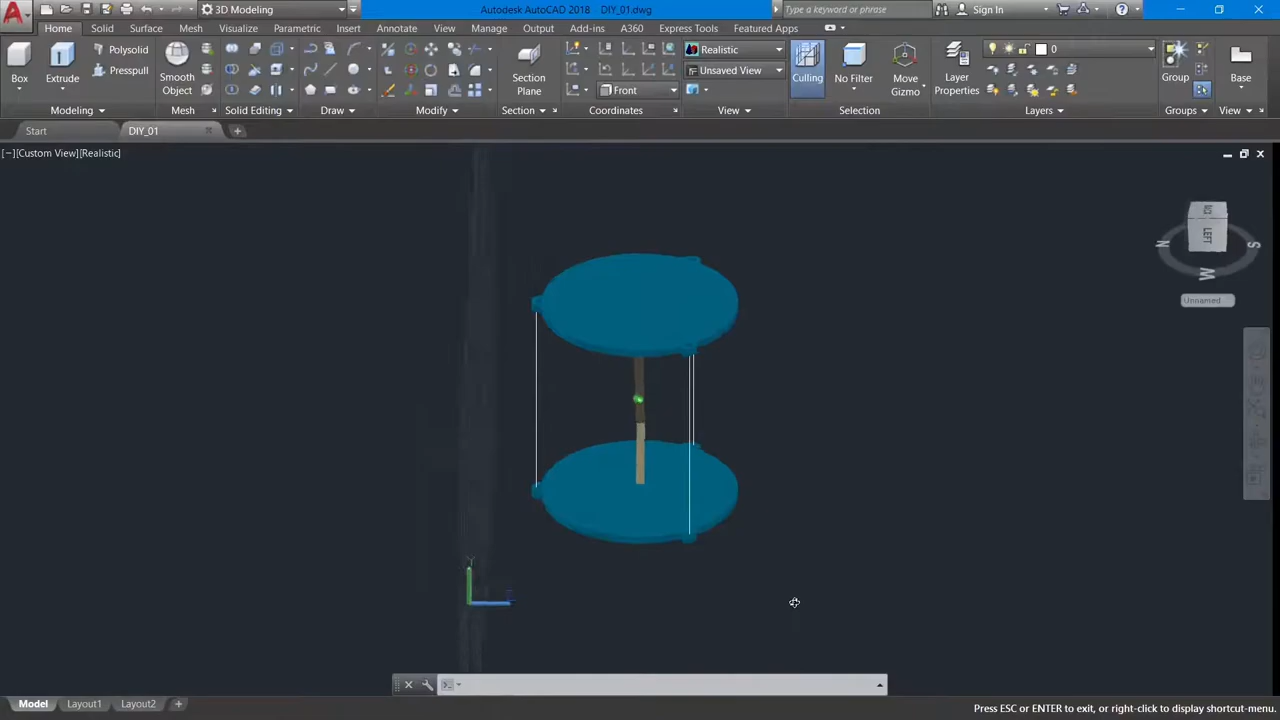 3D Modeling
Autodesk AutoCAD 2018 DIY_01.dwg
Type a keyword or phrase
Sign In
Home Solid Surface Mesh Visualize Parametric Insert Annotate View Manage Output Add-ins A360 Express Tools Featured Apps
Box
Extrude
Polysolid
Presspull
Smooth
Object
Section
Plane
Front
Realistic
Unsaved View
Culling
No Filter
Move
Gizmo
Layer
Properties
0
Group
Base
Modeling Mesh Solid Editing Draw Modify Section Coordinates View Selection Layers Groups View
Start DIY_01
[−][Custom View][Realistic]
LEFT
N S
W
Unnamed
Y
Model Layout1 Layout2
Press ESC or ENTER to exit, or right-click to display shortcut-menu.